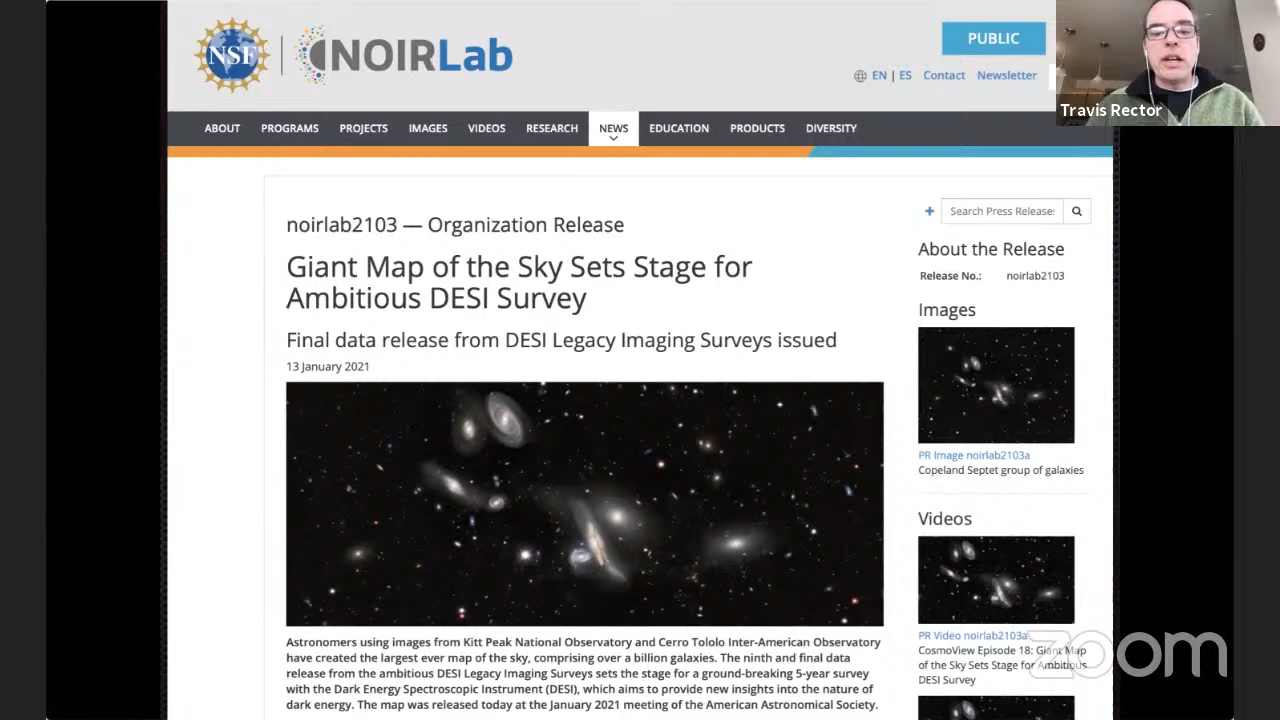 NSF
NOIRLab
PUBLIC
EN | ES Contact Newsletter
Travis Rector
ABOUT PROGRAMS PROJECTS IMAGES VIDEOS RESEARCH NEWS EDUCATION PRODUCTS DIVERSITY
Search Press Release
noirlab2103 — Organization Release
Giant Map of the Sky Sets Stage for
Ambitious DESI Survey
Final data release from DESI Legacy Imaging Surveys issued
13 January 2021
Astronomers using images from Kitt Peak National Observatory and Cerro Tololo Inter-American Observatory
have created the largest ever map of the sky, comprising over a billion galaxies. The ninth and final data
release from the ambitious DESI Legacy Imaging Surveys sets the stage for a ground-breaking 5-year survey
with the Dark Energy Spectroscopic Instrument (DESI), which aims to provide new insights into the nature of
dark energy. The map was released today at the January 2021 meeting of the American Astronomical Society.
About the Release
Release No.: noirlab2103
Images
PR Image noirlab2103a
Copeland Septet group of galaxies
Videos
PR Video noirlab2103a
CosmoView Episode 18: Giant Map
of the Sky Sets Stage for Ambitious
DESI Survey
zoom